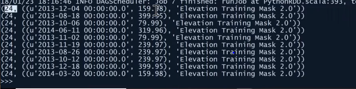 18/01/23 18:16:46 INFO DAGScheduler: Job 7 finished: runJob at PythonRDD.scala:393, to
(24, ((u'2013-12-04 00:00:00.0', 159.98), 'Elevation Training Mask 2.0'))
(24, ((u'2013-08-18 00:00:00.0', 399.95), 'Elevation Training Mask 2.0'))
(24, ((u'2013-10-06 00:00:00.0', 79.99), 'Elevation Training Mask 2.0'))
(24, ((u'2014-06-11 00:00:00.0', 319.96), 'Elevation Training Mask 2.0'))
(24, ((u'2013-11-02 00:00:00.0', 79.99), 'Elevation Training Mask 2.0'))
(24, ((u'2013-11-19 00:00:00.0', 239.97), 'Elevation Training Mask 2.0'))
(24, ((u'2013-08-26 00:00:00.0', 239.97), 'Elevation Training Mask 2.0'))
(24, ((u'2013-11-10 00:00:00.0', 239.97), 'Elevation Training Mask 2.0'))
(24, ((u'2013-12-18 00:00:00.0', 399.95), 'Elevation Training Mask 2.0'))
(24, ((u'2014-03-20 00:00:00.0', 159.98), 'Elevation Training Mask 2.0'))
>>>